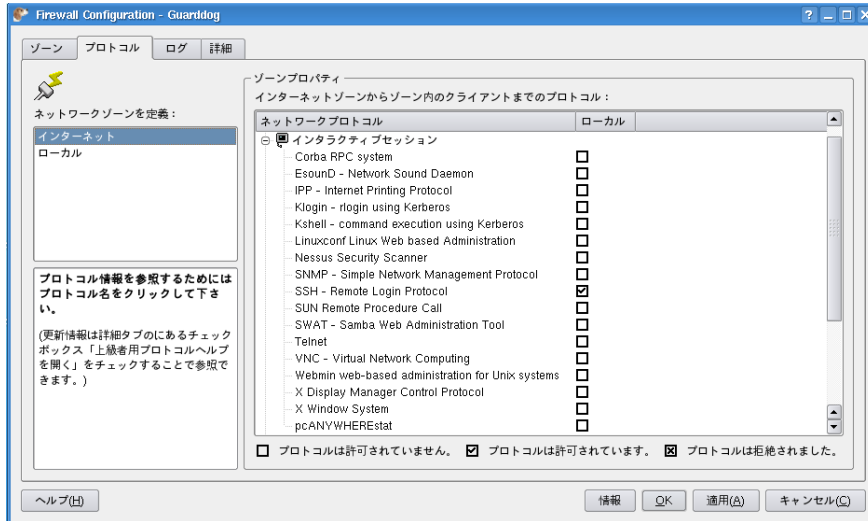 Firewall Configuration - Guarddog
ゾーン
プロトコル
ログ
詳細
ネットワークゾーンを定義：
インターネット
ローカル
プロトコル情報を参照するためには
プロトコル名をクリックして下さ
い。
(更新情報は詳細タブのにあるチェック
ボックス「上級者用プロトコルヘルプ
を開く」をチェックすることで参照で
きます。)
ゾーンプロパティ
インターネットゾーンからゾーン内のクライアントまでのプロトコル：
ネットワークプロトコル ローカル
インタラクティブセッション
Corba RPC system
EsounD - Network Sound Daemon
IPP - Internet Printing Protocol
Klogin - rlogin using Kerberos
Kshell - command execution using Kerberos
Linuxconf Linux Web based Administration
Nessus Security Scanner
SNMP - Simple Network Management Protocol
SSH - Remote Login Protocol
SUN Remote Procedure Call
SWAT - Samba Web Administration Tool
Telnet
VNC - Virtual Network Computing
Webmin web-based administration for Unix systems
X Display Manager Control Protocol
X Window System
pcANYWHEREstat
プロトコルは許可されていません。 プロトコルは許可されています。 プロトコルは拒絶されました。
ヘルプ(H)
情報
OK
適用(A)
キャンセル(C)